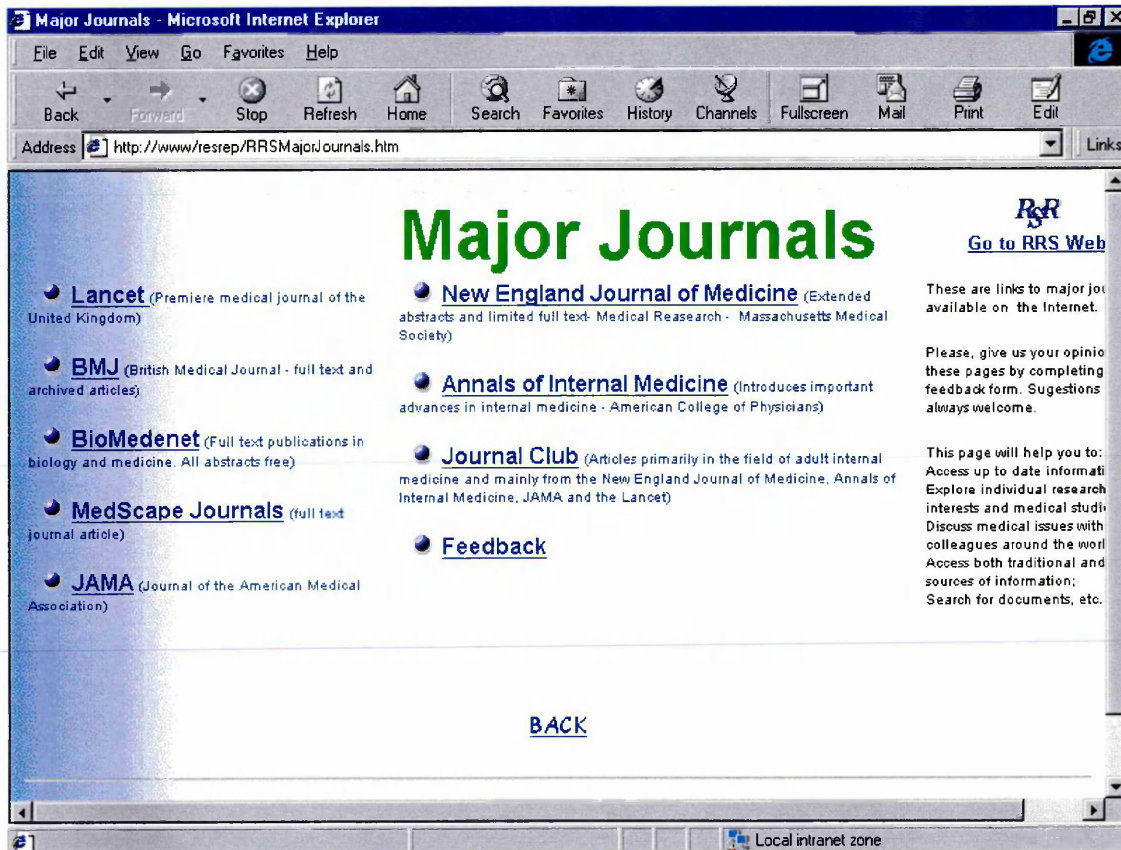 Major Journals - Microsoft Internet Explorer
File Edit View Go Favorites Help
Back Forward Stop Refresh Home Search Favorites History Channels Fullscreen Mail Print Edit
Address http://www/resrep/RRSMajorJournals.htm Links
Major Journals
Lancet (Premiere medical journal of the
United Kingdom)
BMJ (British Medical Journal - full text and
archived articles)
BioMedenet (Full text publications in
biology and medicine. All abstracts free)
MedScape Journals (full text
journal article)
JAMA (Journal of the American Medical
Association)
New England Journal of Medicine (Extended
abstracts and limited full text- Medical Reasearch - Massachusetts Medical
Society)
Annals of Internal Medicine (Introduces important
advances in internal medicine - American College of Physicians)
Journal Club (Articles primarily in the field of adult internal
medicine and mainly from the New England Journal of Medicine, Annals of
Internal Medicine, JAMA and the Lancet)
Feedback
RSR
Go to RRS Web
These are links to major jou
available on the Internet.
Please, give us your opinio
these pages by completing
feedback form. Sugestions
always welcome.
This page will help you to:
Access up to date informati
Explore individual research
interests and medical studi
Discuss medical issues with
colleagues around the worl
Access both traditional and
sources of information;
Search for documents, etc.
BACK
Local intranet zone